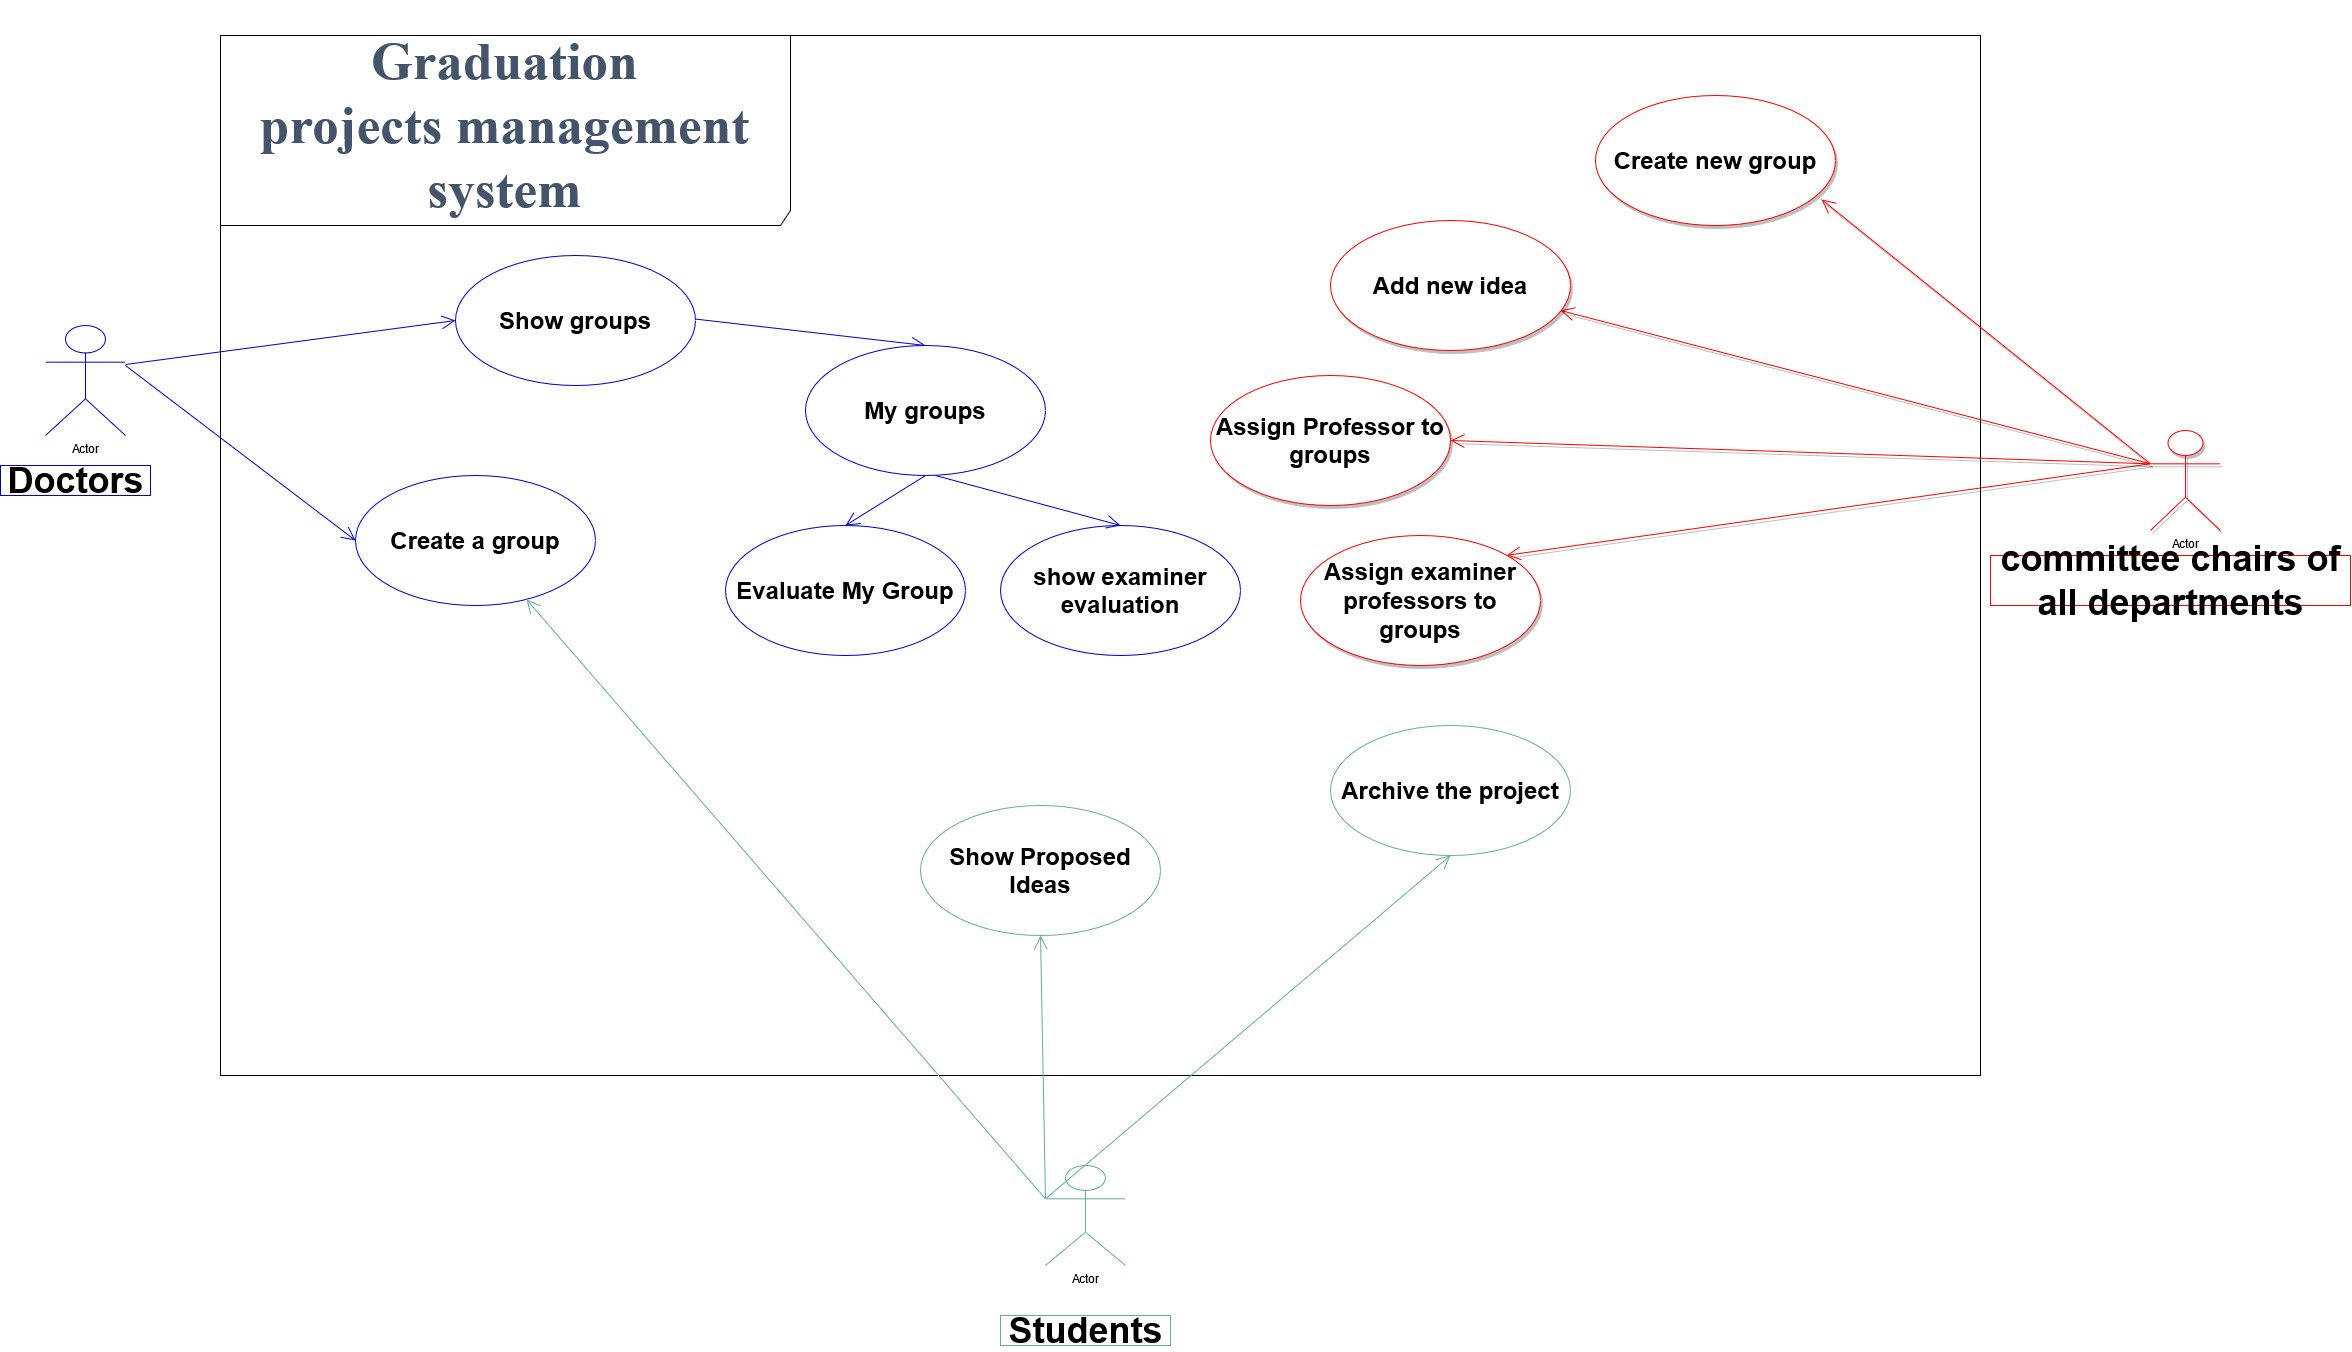 Graduation
projects management
system
Create new group
Add new idea
Show groups
My groups
Assign Professor to
groups
Actor
Doctors
Create a group
Evaluate My Group
show examiner
evaluation
Assign examiner
professors to
groups
Actor
committee chairs of
all departments
Archive the project
Show Proposed
Ideas
Actor
Students